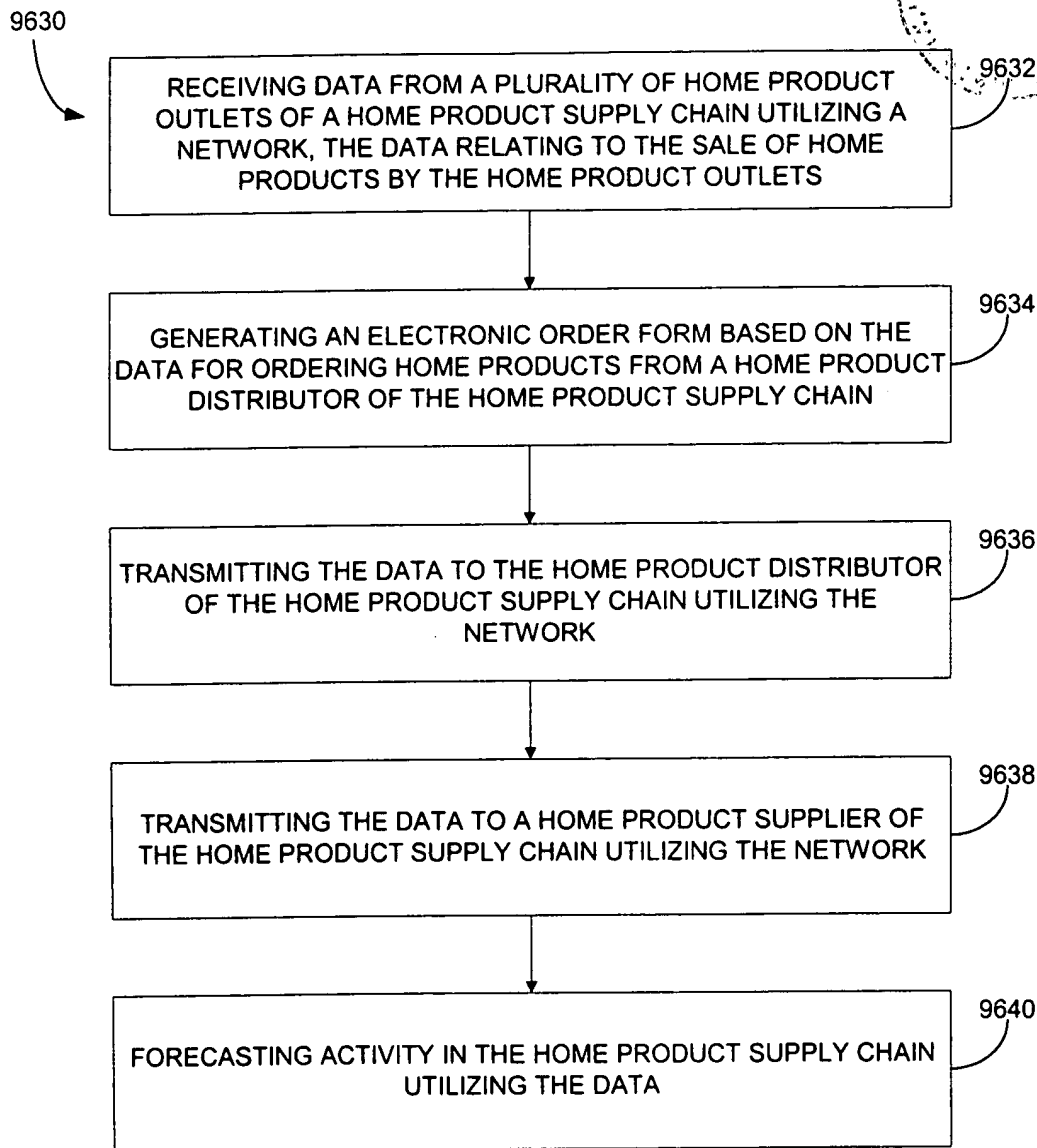 9630
9632
RECEIVING DATA FROM A PLURALITY OF HOME PRODUCT
OUTLETS OF A HOME PRODUCT SUPPLY CHAIN UTILIZING A
NETWORK, THE DATA RELATING TO THE SALE OF HOME
PRODUCTS BY THE HOME PRODUCT OUTLETS
9634
GENERATING AN ELECTRONIC ORDER FORM BASED ON THE
DATA FOR ORDERING HOME PRODUCTS FROM A HOME PRODUCT
DISTRIBUTOR OF THE HOME PRODUCT SUPPLY CHAIN
9636
TRANSMITTING THE DATA TO THE HOME PRODUCT DISTRIBUTOR
OF THE HOME PRODUCT SUPPLY CHAIN UTILIZING THE
NETWORK
9638
TRANSMITTING THE DATA TO A HOME PRODUCT SUPPLIER OF
THE HOME PRODUCT SUPPLY CHAIN UTILIZING THE NETWORK
9640
FORECASTING ACTIVITY IN THE HOME PRODUCT SUPPLY CHAIN
UTILIZING THE DATA